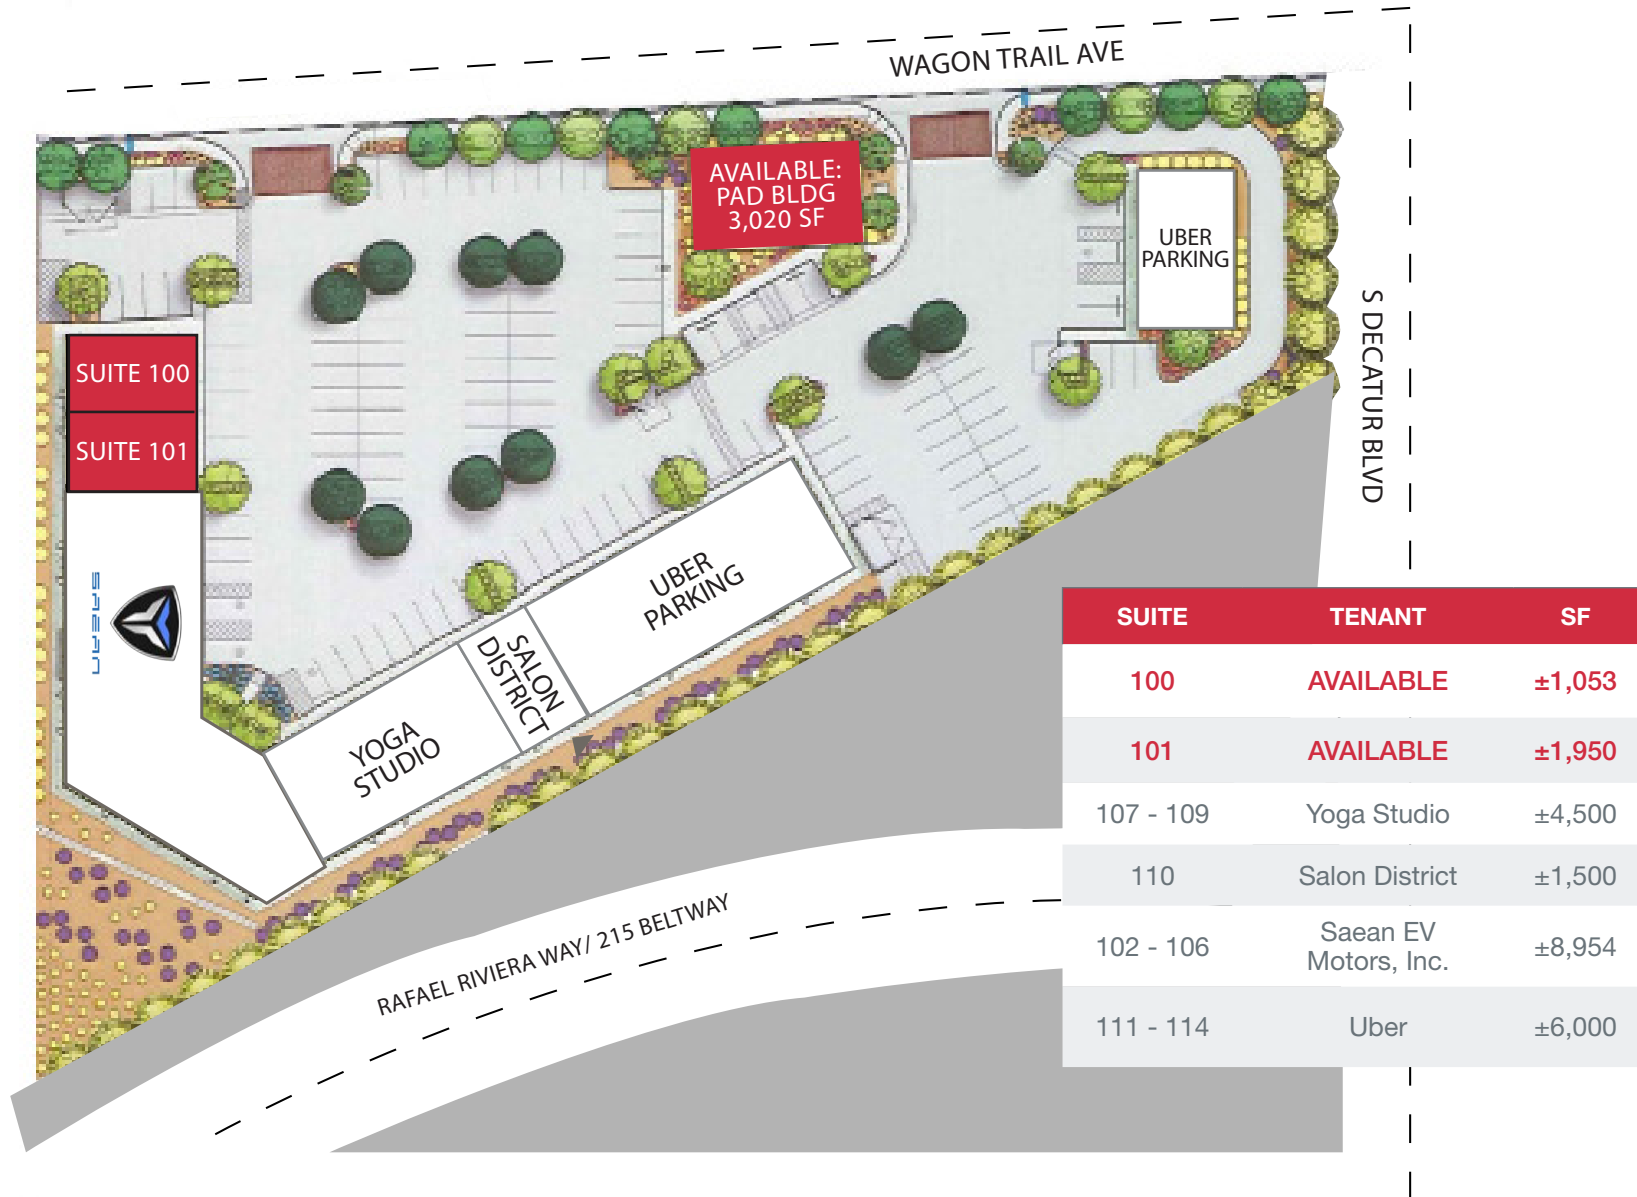 WAGON TRAIL AVE
AVAILABLE:
PAD BLDG
3,020 SF
UBER
PARKING
S DECATUR BLVD
SUITE 100
SUITE 101
SAEAN
UBER
PARKING
SALON
DISTRICT
YOGA
STUDIO
RAFAEL RIVIERA WAY/ 215 BELTWAY
SUITE TENANT SF
100 AVAILABLE ±1,053
101 AVAILABLE ±1,950
107 - 109 Yoga Studio ±4,500
110 Salon District ±1,500
102 - 106 Saean EV Motors, Inc. ±8,954
111 - 114 Uber ±6,000